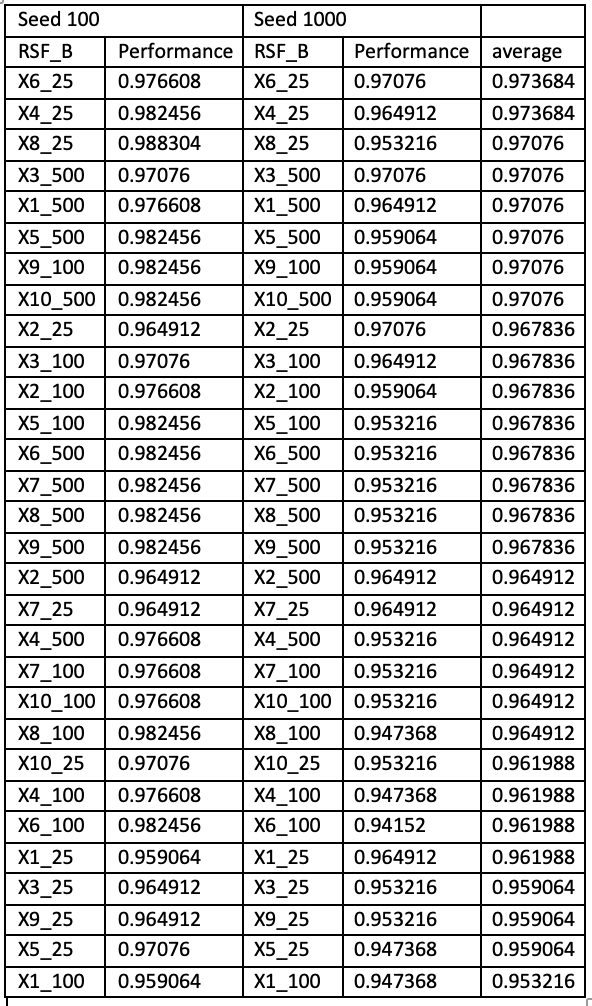 Seed 100 Seed 1000
RSF_B Performance RSF_B Performance average
X6_25 0.976608 X6_25 0.97076 0.973684
X4_25 0.982456 X4_25 0.964912 0.973684
X8_25 0.988304 X8_25 0.953216 0.97076
X3_500 0.97076 X3_500 0.97076 0.97076
X1_500 0.976608 X1_500 0.964912 0.97076
X5_500 0.982456 X5_500 0.959064 0.97076
X9_100 0.982456 X9_100 0.959064 0.97076
X10_500 0.982456 X10_500 0.959064 0.97076
X2_25 0.964912 X2_25 0.97076 0.967836
X3_100 0.97076 X3_100 0.964912 0.967836
X2_100 0.976608 X2_100 0.959064 0.967836
X5_100 0.982456 X5_100 0.953216 0.967836
X6_500 0.982456 X6_500 0.953216 0.967836
X7_500 0.982456 X7_500 0.953216 0.967836
X8_500 0.982456 X8_500 0.953216 0.967836
X9_500 0.982456 X9_500 0.953216 0.967836
X2_500 0.964912 X2_500 0.964912 0.964912
X7_25 0.964912 X7_25 0.964912 0.964912
X4_500 0.976608 X4_500 0.953216 0.964912
X7_100 0.976608 X7_100 0.953216 0.964912
X10_100 0.976608 X10_100 0.953216 0.964912
X8_100 0.982456 X8_100 0.947368 0.964912
X10_25 0.97076 X10_25 0.953216 0.961988
X4_100 0.976608 X4_100 0.947368 0.961988
X6_100 0.982456 X6_100 0.94152 0.961988
X1_25 0.959064 X1_25 0.964912 0.961988
X3_25 0.964912 X3_25 0.953216 0.959064
X9_25 0.964912 X9_25 0.953216 0.959064
X5_25 0.97076 X5_25 0.947368 0.959064
X1_100 0.959064 X1_100 0.947368 0.953216